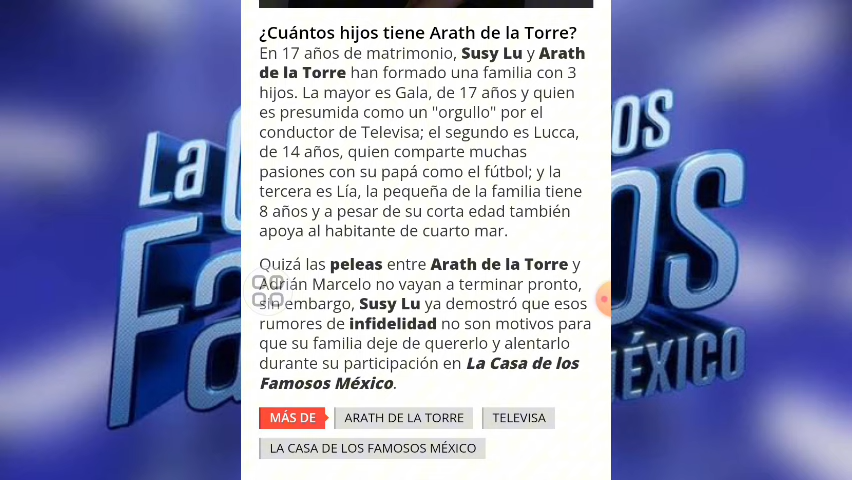 ¿Cuántos hijos tiene Arath de la Torre?
En 17 años de matrimonio, Susy Lu y Arath
de la Torre han formado una familia con 3
hijos. La mayor es Gala, de 17 años y quien
es presumida como un "orgullo" por el
conductor de Televisa; el segundo es Lucca,
de 14 años, quien comparte muchas
pasiones con su papá como el fútbol; y la
tercera es Lía, la pequeña de la familia tiene
8 años y a pesar de su corta edad también
apoya al habitante de cuarto mar.
Quizá las peleas entre Arath de la Torre y
Adrián Marcelo no vayan a terminar pronto,
sin embargo, Susy Lu ya demostró que esos
rumores de infidelidad no son motivos para
que su familia deje de quererlo y alentarlo
durante su participación en La Casa de los
Famosos México.
MÁS DE ARATH DE LA TORRE TELEVISA
LA CASA DE LOS FAMOSOS MÉXICO
La
Fa
OS
OS
MÉXICO